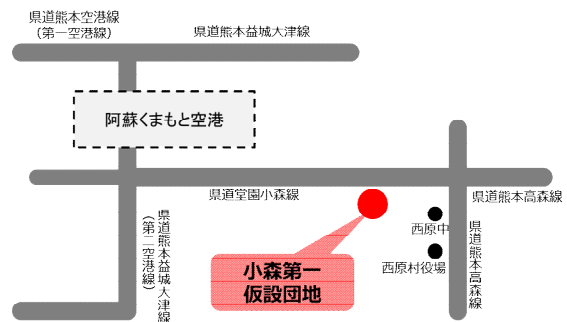 県道熊本空港線
（第一空港線）
県道熊本益城大津線
阿蘇くまもと空港
県道堂園小森線
県道熊本高森線
西原中
西原村役場
県道熊本高森線
県道熊本益城大津線
（第二空港線）
小森第一
仮設団地